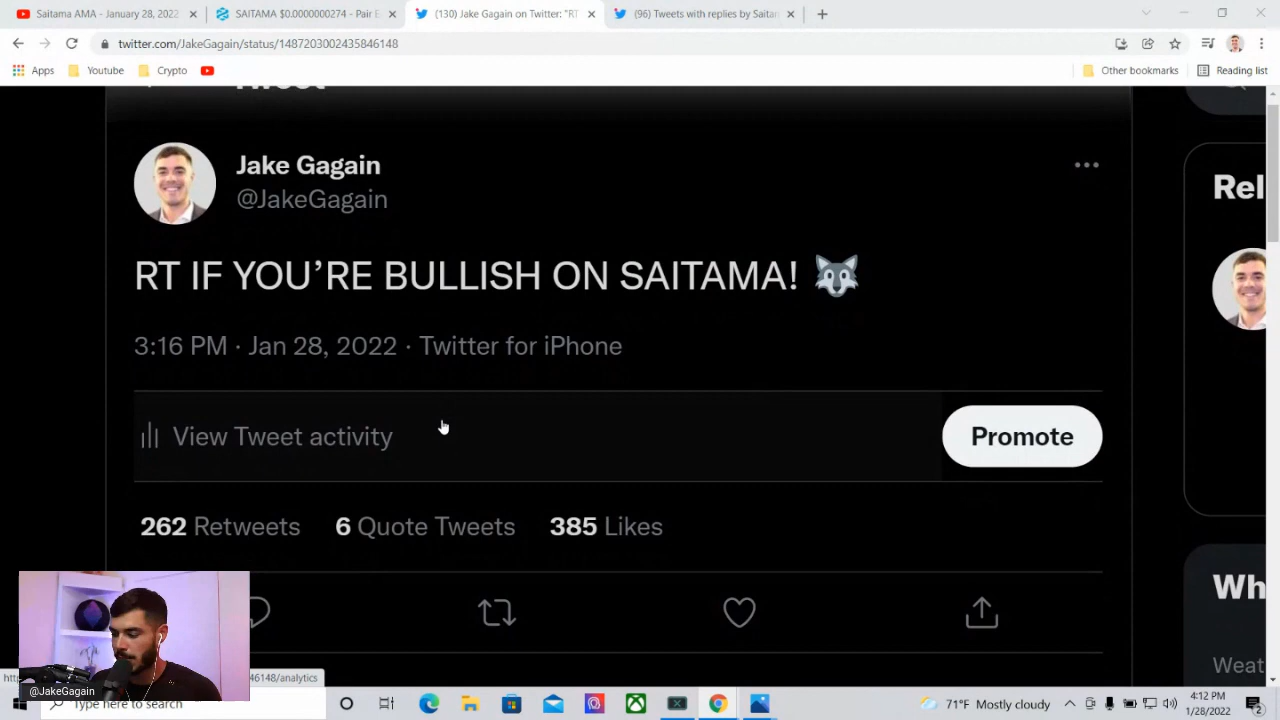 Saitama AMA - January 28, 2022
SAITAMA $0.0000000274 - Pair E
(130) Jake Gagain on Twitter: "RT
(96) Tweets with replies by Saitam
twitter.com/JakeGagain/status/1487203002435846148
Apps
Youtube
Crypto
Other bookmarks
Reading list
Jake Gagain
@JakeGagain
RT IF YOU’RE BULLISH ON SAITAMA!
3:16 PM · Jan 28, 2022 · Twitter for iPhone
View Tweet activity
Promote
262 Retweets 6 Quote Tweets 385 Likes
Rel
Wh
Weat
46148/analytics
@JakeGagain
Type here to search
71°F Mostly cloudy
4:12 PM
1/28/2022
2